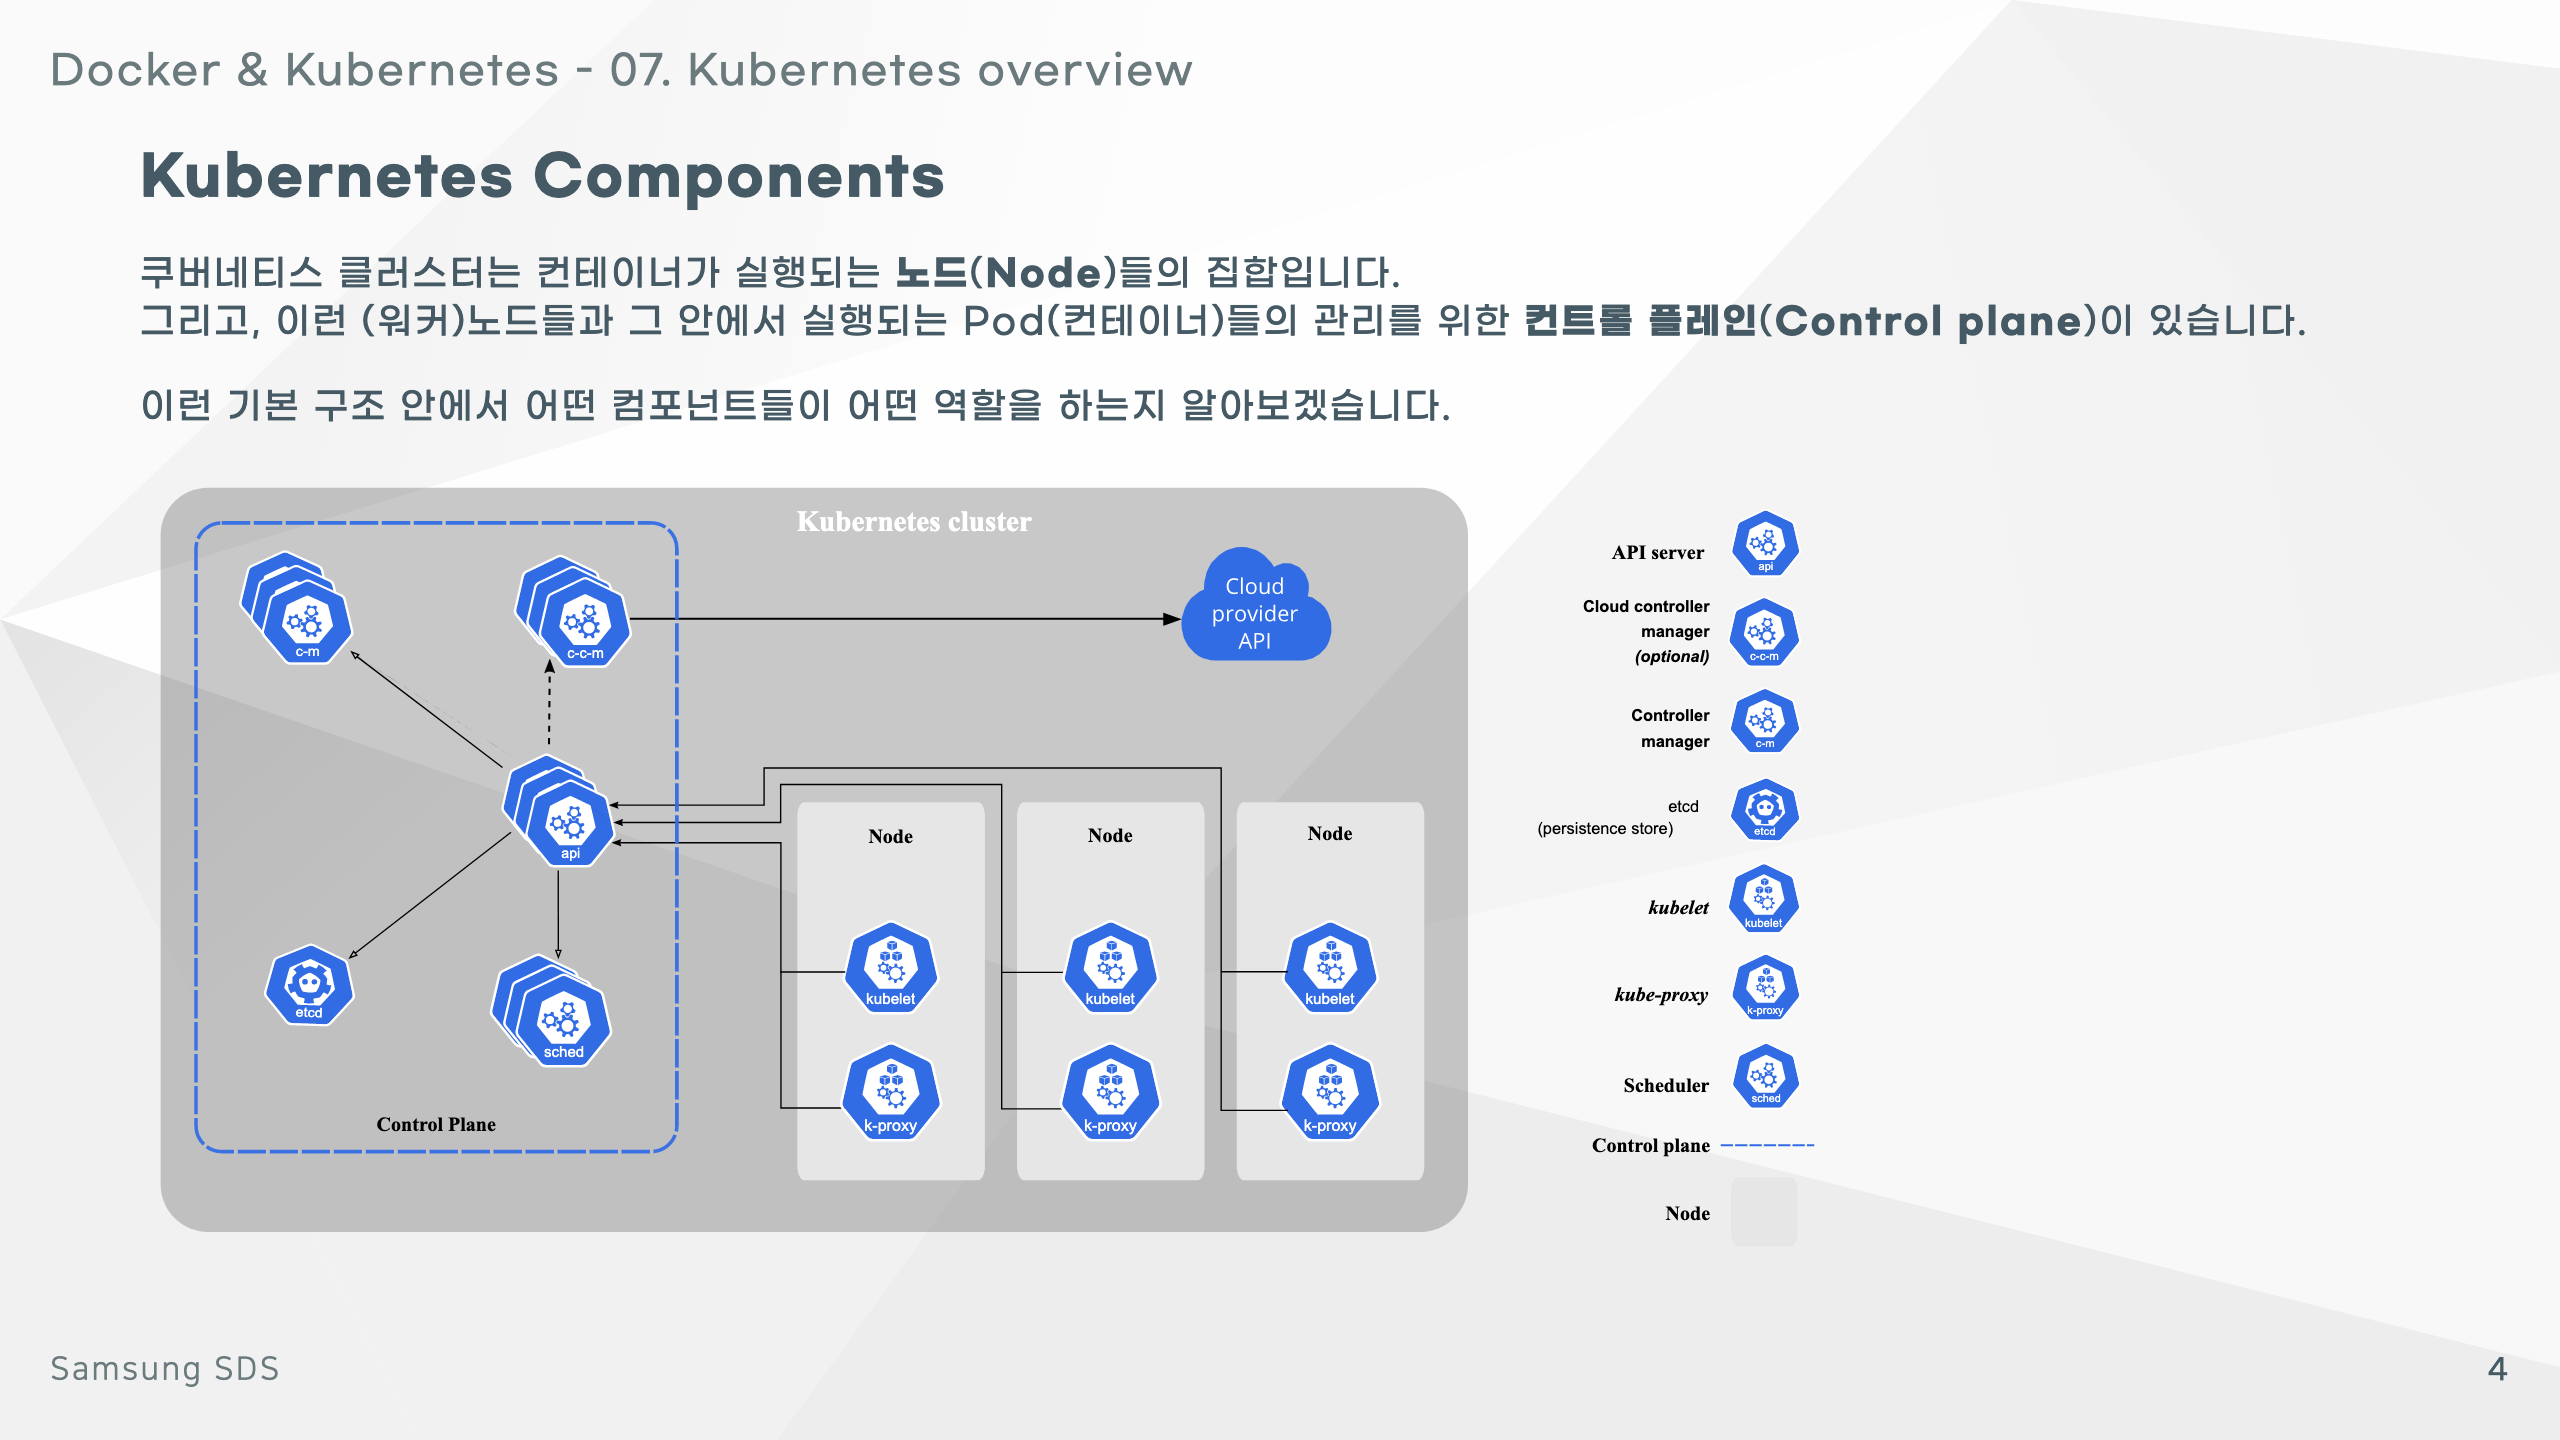 Docker & Kubernetes - 07. Kubernetes overview
Kubernetes Components
쿠버네티스 클러스터는 컨테이너가 실행되는 노드(Node)들의 집합입니다.
그리고, 이런 (워커)노드들과 그 안에서 실행되는 Pod(컨테이너)들의 관리를 위한 컨트롤 플레인(Control plane)이 있습니다.
이런 기본 구조 안에서 어떤 컴포넌트들이 어떤 역할을 하는지 알아보겠습니다.
Kubernetes cluster
c-m
c-c-m
Cloud
provider
API
api
etcd
sched
Control Plane
Node
kubelet
k-proxy
Node
kubelet
k-proxy
Node
kubelet
k-proxy
API server
api
Cloud controller
manager
(optional)
c-c-m
Controller
manager
c-m
etcd
(persistence store)
etcd
kubelet
kubelet
kube-proxy
k-proxy
Scheduler
sched
Control plane
Node
Samsung SDS
4